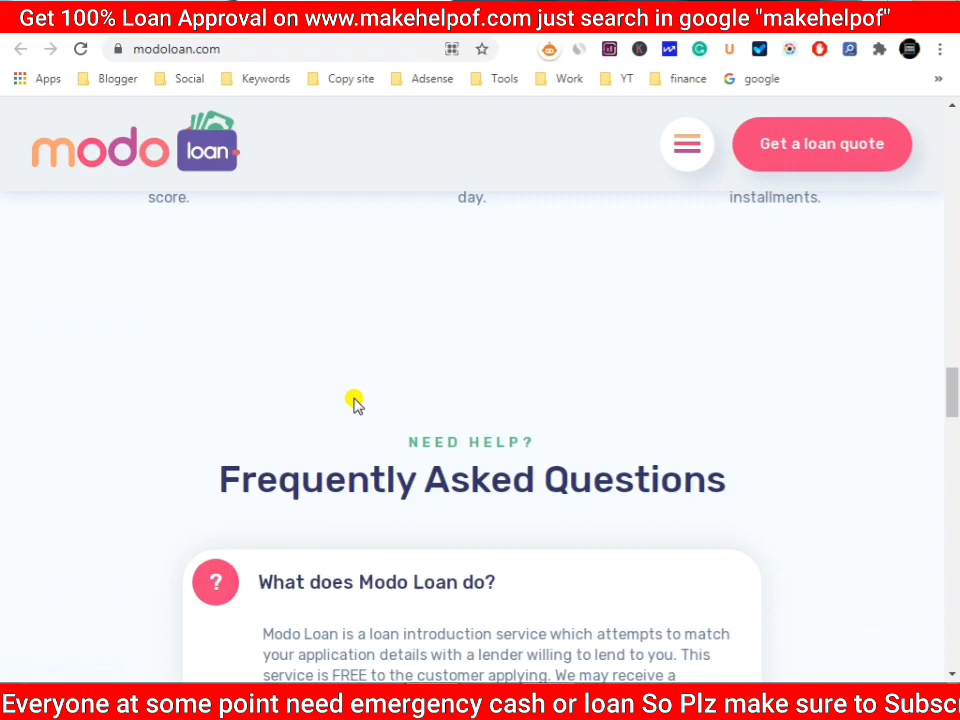 Get 100% Loan Approval on www.makehelpof.com just search in google "makehelpof"
modoloan.com
Apps Blogger Social Keywords Copy site Adsense Tools Work YT finance google »
modo loan
Get a loan quote
score. day. installments.
NEED HELP?
Frequently Asked Questions
? What does Modo Loan do?
Modo Loan is a loan introduction service which attempts to match
your application details with a lender willing to lend to you. This
service is FREE to the customer applying. We may receive a
Everyone at some point need emergency cash or loan So Plz make sure to Subsc